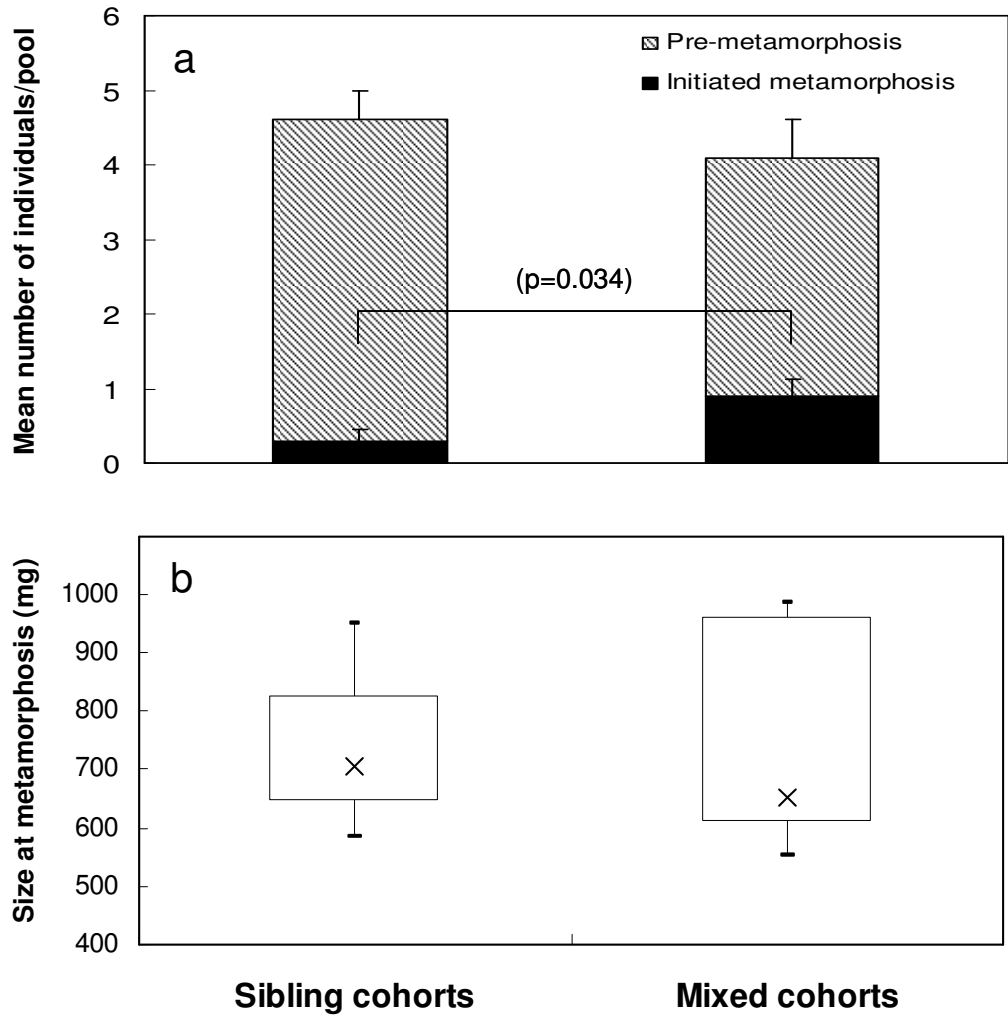 Mean number of individuals/pool
6
5
4
3
2
1
0
a
Pre-metamorphosis
Initiated metamorphosis
(p=0.034)
Size at metamorphosis (mg)
1000
900
800
700
600
500
400
b
Sibling cohorts
Mixed cohorts